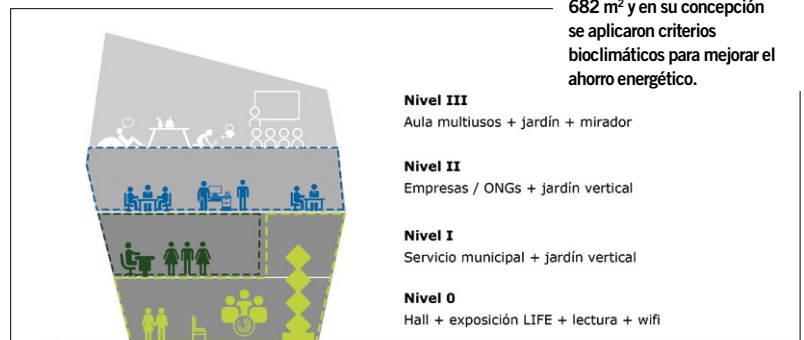 682 m² y en su concepción
se aplicaron criterios
bioclimáticos para mejorar el
ahorro energético.
Nivel III
Aula multiusos + jardín + mirador
Nivel II
Empresas / ONGs + jardín vertical
Nivel I
Servicio municipal + jardín vertical
Nivel 0
Hall + exposición LIFE + lectura + wifi